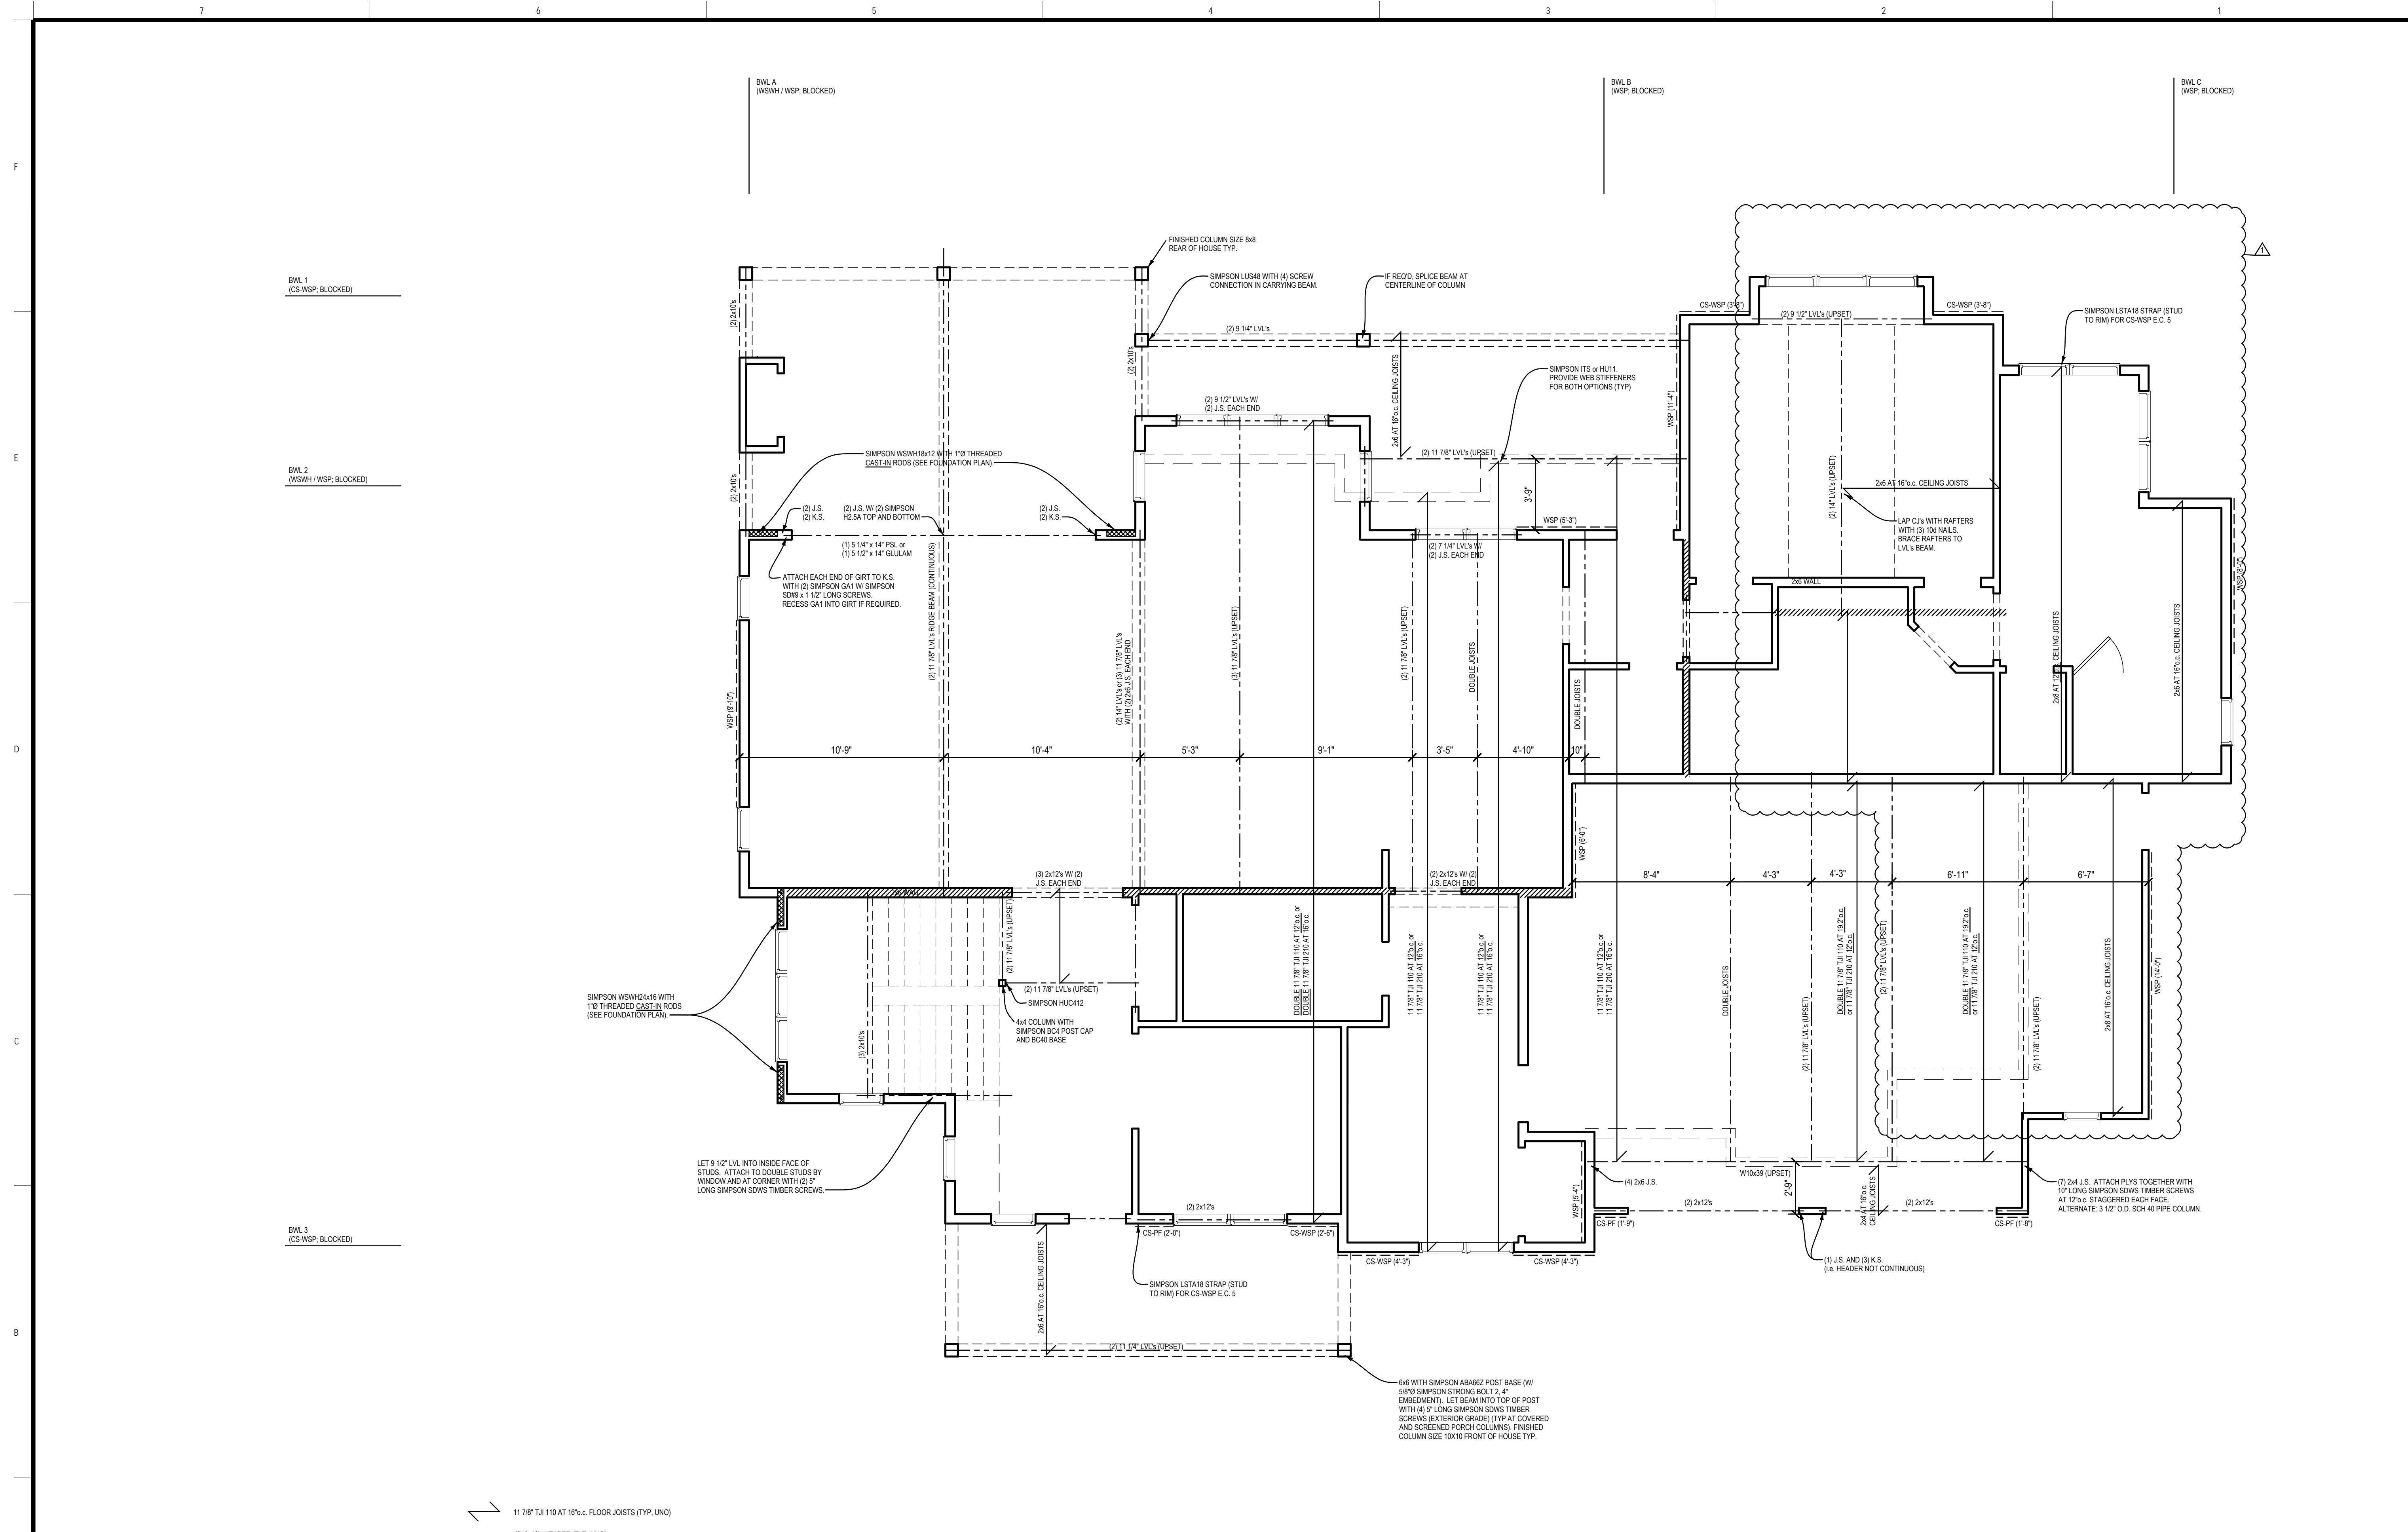 7
6
5
4
3
2
1
F
E
D
C
B
BWL A
(WSWH / WSP; BLOCKED)
BWL B
(WSP; BLOCKED)
BWL C
(WSP; BLOCKED)
BWL 1
(CS-WSP; BLOCKED)
BWL 2
(WSWH / WSP; BLOCKED)
BWL 3
(CS-WSP; BLOCKED)
FINISHED COLUMN SIZE 8x8
REAR OF HOUSE TYP.
SIMPSON LUS48 WITH (4) SCREW
CONNECTION IN CARRYING BEAM.
IF REQ'D, SPLICE BEAM AT
CENTERLINE OF COLUMN
1
CS-WSP (3'-8")
CS-WSP (3'-8")
(2) 9 1/2" LVL's (UPSET)
SIMPSON LSTA18 STRAP (STUD
TO RIM) FOR CS-WSP E.C. 5
(2) 2x10's
(2) 9 1/4" LVL's
(2) 2x10's
2x6 AT 16"o.c. CEILING JOISTS
SIMPSON ITS or HU11.
PROVIDE WEB STIFFENERS
FOR BOTH OPTIONS (TYP)
WSP (11'-4")
(2) 9 1/2" LVL's W/
(2) J.S. EACH END
SIMPSON WSWH18x12 WITH 1"Ø THREADED
CAST-IN RODS (SEE FOUNDATION PLAN).
(2) 11 7/8" LVL's (UPSET)
3'-9"
(2) 2x10's
2x6 AT 16"o.c. CEILING JOISTS
(2) 14" LVL's (UPSET)
(2) J.S.
(2) K.S.
(2) J.S. W/ (2) SIMPSON
H2.5A TOP AND BOTTOM
(2) J.S.
(2) K.S.
WSP (5'-3")
LAP CJ's WITH RAFTERS
WITH (3) 10d NAILS.
BRACE RAFTERS TO
LVL's BEAM.
(1) 5 1/4" x 14" PSL or
(1) 5 1/2" x 14" GLULAM
(2) 7 1/4" LVL's W/
(2) J.S. EACH END
ATTACH EACH END OF GIRT TO K.S.
WITH (2) SIMPSON GA1 W/ SIMPSON
SD#9 x 1 1/2" LONG SCREWS.
RECESS GA1 INTO GIRT IF REQUIRED.
2x6 WALL
WSP (8'-0")
(2) 11 7/8" LVL's RIDGE BEAM (CONTINUOUS)
(2) 14" LVL's or (3) 11 7/8" LVL's
WITH (2) 2x6 J.S. EACH END
(3) 11 7/8" LVL's (UPSET)
(2) 11 7/8" LVL's (UPSET)
DOUBLE JOISTS
DOUBLE JOISTS
2x8 AT 12"o.c. CEILING JOISTS
2x6 AT 16"o.c. CEILING JOISTS
WSP (9'-10")
10'-9"
10'-4"
5'-3"
9'-1"
3'-5"
4'-10"
10"
WSP (6'-0")
8'-4"
4'-3"
4'-3"
6'-11"
6'-7"
2x6 WALL
(3) 2x12's W/ (2)
J.S. EACH END
(2) 2x12's W/ (2)
J.S. EACH END
(2) 11 7/8" LVL's (UPSET)
DOUBLE 11 7/8" TJI 110 AT 12"o.c. or
DOUBLE 11 7/8" TJI 210 AT 16"o.c.
11 7/8" TJI 110 AT 12"o.c. or
11 7/8" TJI 210 AT 16"o.c.
11 7/8" TJI 110 AT 12"o.c. or
11 7/8" TJI 210 AT 16"o.c.
11 7/8" TJI 110 AT 12"o.c. or
11 7/8" TJI 210 AT 16"o.c.
DOUBLE JOISTS
(2) 11 7/8" LVL's (UPSET)
DOUBLE 11 7/8" TJI 110 AT 19.2"o.c.
or 11 7/8" TJI 210 AT 12"o.c.
(2) 11 7/8" LVL's (UPSET)
DOUBLE 11 7/8" TJI 110 AT 19.2"o.c.
or 11 7/8" TJI 210 AT 12"o.c.
(2) 11 7/8" LVL's (UPSET)
2x8 AT 16"o.c. CEILING JOISTS
WSP (14'-0")
(2) 11 7/8" LVL's (UPSET)
SIMPSON HUC412
4x4 COLUMN WITH
SIMPSON BC4 POST CAP
AND BC40 BASE
SIMPSON WSWH24x16 WITH
1"Ø THREADED CAST-IN RODS
(SEE FOUNDATION PLAN).
(3) 2x10's
LET 9 1/2" LVL INTO INSIDE FACE OF
STUDS. ATTACH TO DOUBLE STUDS BY
WINDOW AND AT CORNER WITH (2) 5"
LONG SIMPSON SDWS TIMBER SCREWS.
W10x39 (UPSET)
2'-9"
(4) 2x6 J.S.
WSP (5'-4")
(7) 2x4 J.S. ATTACH PLYS TOGETHER WITH
10" LONG SIMPSON SDWS TIMBER SCREWS
AT 12"o.c. STAGGERED EACH FACE.
ALTERNATE: 3 1/2" O.D. SCH 40 PIPE COLUMN.
(2) 2x12's
(2) 2x12's
2x4 AT 16"o.c.
CEILING JOISTS
(2) 2x12's
CS-PF (1'-9")
CS-PF (1'-8")
CS-PF (2'-0")
CS-WSP (2'-6")
CS-WSP (4'-3")
CS-WSP (4'-3")
(1) J.S. AND (3) K.S.
(i.e. HEADER NOT CONTINUOUS)
2x6 AT 16"o.c. CEILING JOISTS
SIMPSON LSTA18 STRAP (STUD
TO RIM) FOR CS-WSP E.C. 5
(2) 11 1/4" LVL's (UPSET)
6x6 WITH SIMPSON ABA66Z POST BASE (W/
5/8"Ø SIMPSON STRONG BOLT 2, 4"
EMBEDMENT). LET BEAM INTO TOP OF POST
WITH (4) 5" LONG SIMPSON SDWS TIMBER
SCREWS (EXTERIOR GRADE) (TYP AT COVERED
AND SCREENED PORCH COLUMNS). FINISHED
COLUMN SIZE 10X10 FRONT OF HOUSE TYP.
11 7/8" TJI 110 AT 16"o.c. FLOOR JOISTS (TYP, UNO)